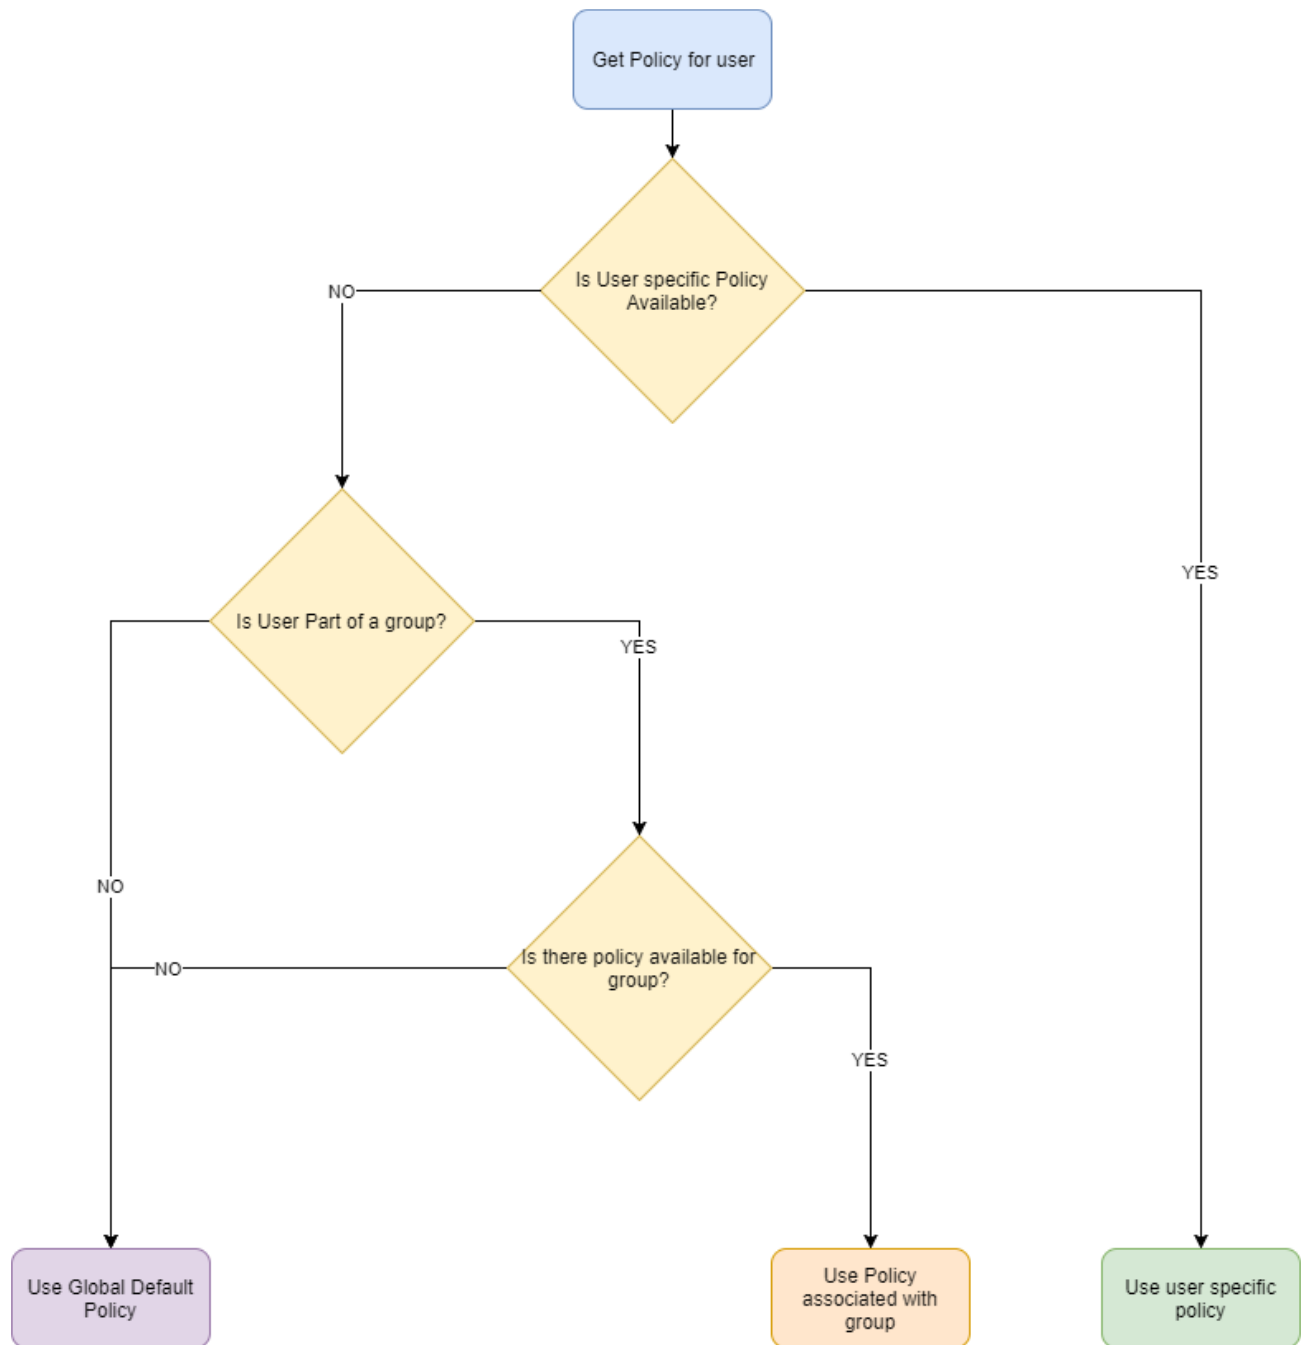 Get Policy for user
Is User specific Policy
Available?
NO
YES
Is User Part of a group?
YES
NO
Is there policy available for
group?
NO
YES
Use Global Default
Policy
Use Policy
associated with
group
Use user specific
policy